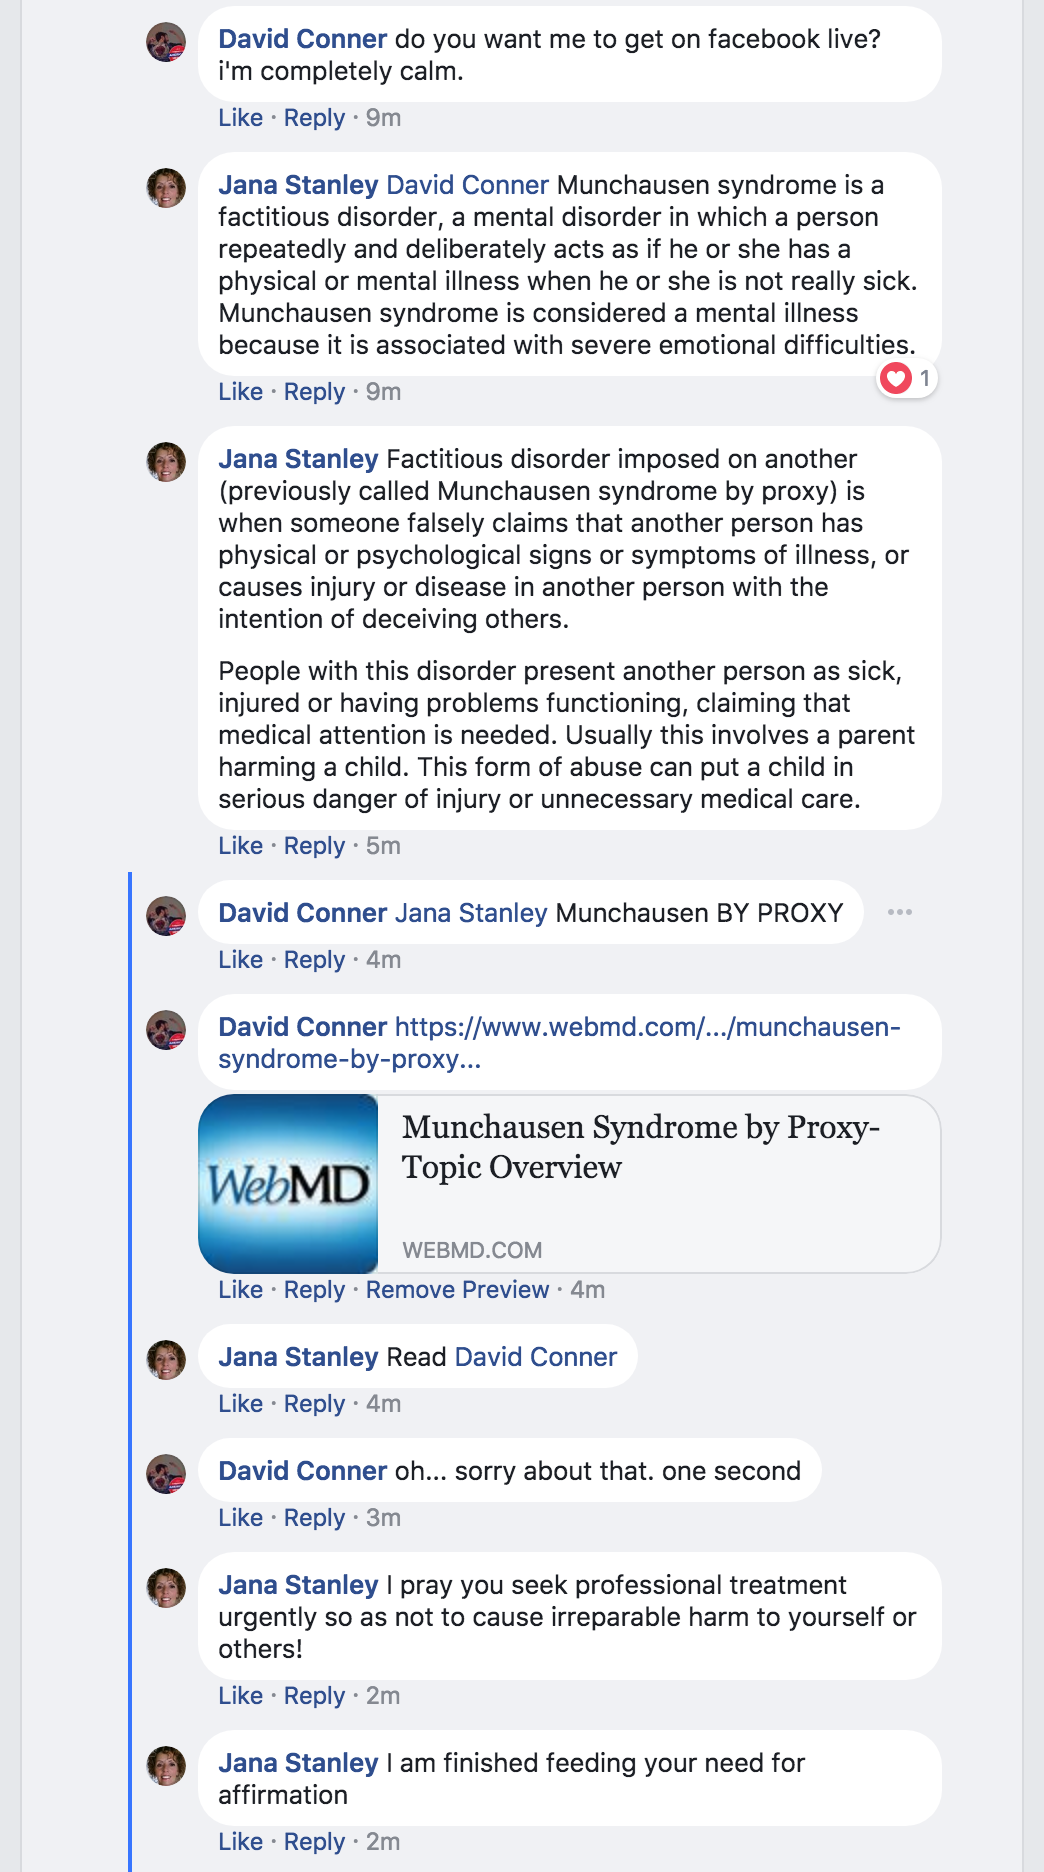 David Conner do you want me to get on facebook live?
i'm completely calm.
Like · Reply · 9m
Jana Stanley David Conner Munchausen syndrome is a
factitious disorder, a mental disorder in which a person
repeatedly and deliberately acts as if he or she has a
physical or mental illness when he or she is not really sick.
Munchausen syndrome is considered a mental illness
because it is associated with severe emotional difficulties.
1
Like · Reply · 9m
Jana Stanley Factitious disorder imposed on another
(previously called Munchausen syndrome by proxy) is
when someone falsely claims that another person has
physical or psychological signs or symptoms of illness, or
causes injury or disease in another person with the
intention of deceiving others.
People with this disorder present another person as sick,
injured or having problems functioning, claiming that
medical attention is needed. Usually this involves a parent
harming a child. This form of abuse can put a child in
serious danger of injury or unnecessary medical care.
Like · Reply · 5m
David Conner Jana Stanley Munchausen BY PROXY
Like · Reply · 4m
David Conner https://www.webmd.com/.../munchausen-
syndrome-by-proxy...
WebMD
Munchausen Syndrome by Proxy-
Topic Overview
WEBMD.COM
Like · Reply · Remove Preview · 4m
Jana Stanley Read David Conner
Like · Reply · 4m
David Conner oh... sorry about that. one second
Like · Reply · 3m
Jana Stanley I pray you seek professional treatment
urgently so as not to cause irreparable harm to yourself or
others!
Like · Reply · 2m
Jana Stanley I am finished feeding your need for
affirmation
Like · Reply · 2m